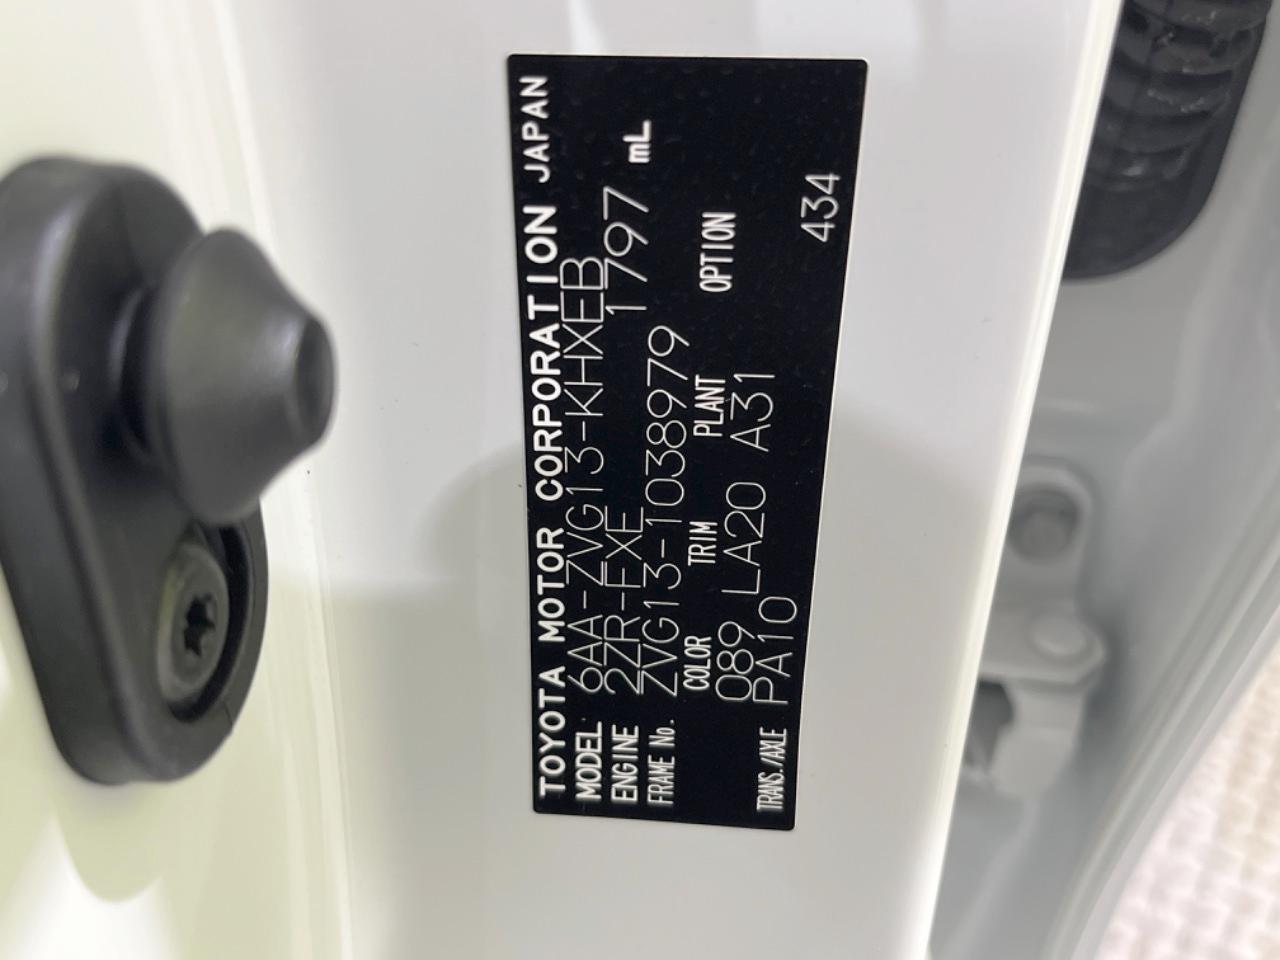 TOYOTA MOTOR CORPORATION JAPAN
MODEL 6AA-ZVG13-KHXEB
ENGINE 2ZR-FXE 1797 mL
FRAME No. ZVG13-1038979
COLOR TRIM PLANT OPTION
089 LA20 A31
TRANS./AXLE PA10 434